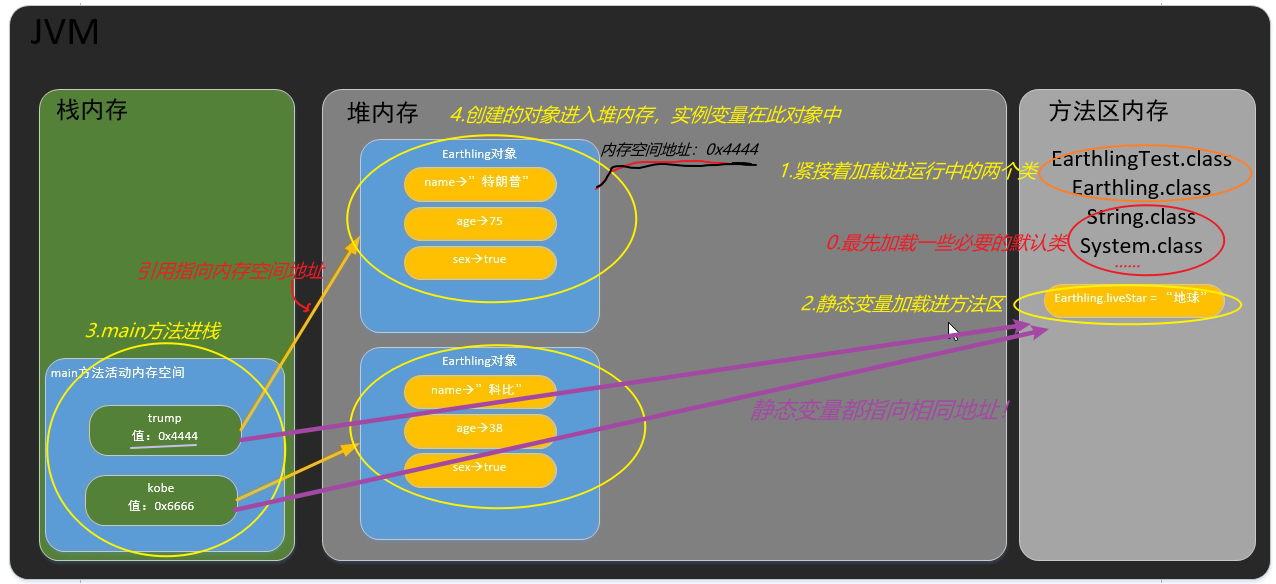 JVM
栈内存
3.main方法进栈
main方法活动内存空间
trump
值：0x4444
kobe
值：0x6666
引用指向内存空间地址
堆内存
4.创建的对象进入堆内存，实例变量在此对象中
内存空间地址：0x4444
Earthling对象
name→”特朗普”
age→75
sex→true
Earthling对象
name→”科比”
age→38
sex→true
静态变量都指向相同地址！
方法区内存
1.紧接着加载进运行中的两个类
EarthlingTest.class
Earthling.class
0.最先加载一些必要的默认类
String.class
System.class
......
2.静态变量加载进方法区
Earthling.liveStar = “地球”